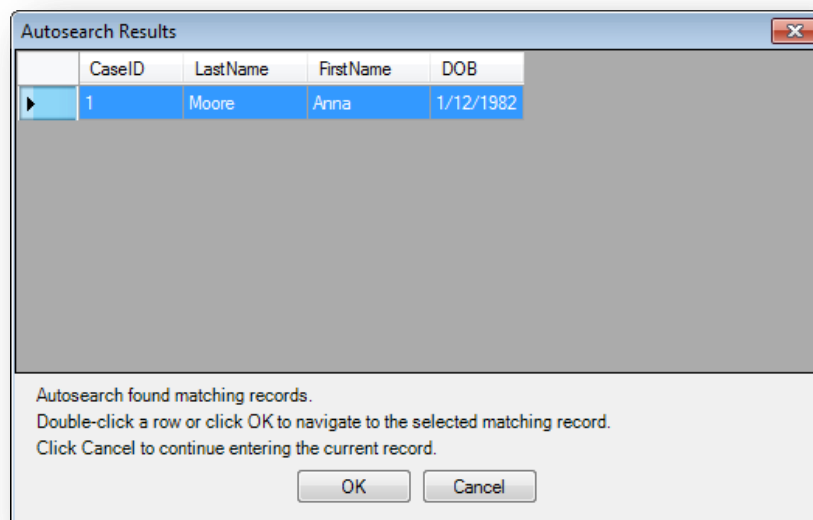 Autosearch Results
CaseID LastName FirstName DOB
1 Moore Anna 1/12/1982
Autosearch found matching records.
Double-click a row or click OK to navigate to the selected matching record.
Click Cancel to continue entering the current record.
OK Cancel